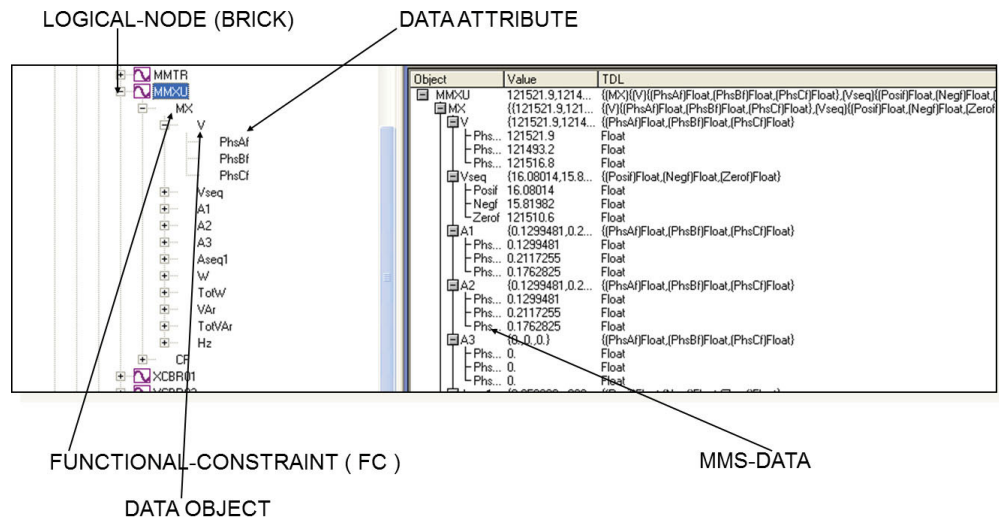 LOGICAL-NODE (BRICK)
DATA ATTRIBUTE
MMTR
MMXU
MX
V
PhsAf
PhsBf
PhsCf
Vseq
A1
A2
A3
Aseq1
W
TotW
VAr
TotVAr
Hz
CF
XCBR01
Object Value TDL
MMXU 121521.9,1214... {(MX){(V){(PhsAf)Float,(PhsBf)Float,(PhsCf)Float},(Vseq){(Posif)Float,(Negf)Float,(
MX {{121521.9,121... {(V){(PhsAf)Float,(PhsBf)Float,(PhsCf)Float},(Vseq){(Posif)Float,(Negf)Float,(Zerof
V {121521.9,1214... {(PhsAf)Float,(PhsBf)Float,(PhsCf)Float}
Phs... 121521.9 Float
Phs... 121493.2 Float
Phs... 121516.8 Float
Vseq {16.08014,15.8... {(Posif)Float,(Negf)Float,(Zerof)Float}
Posif 16.08014 Float
Negf 15.81982 Float
Zerof 121510.6 Float
A1 {0.1299481,0.2... {(PhsAf)Float,(PhsBf)Float,(PhsCf)Float}
Phs... 0.1299481 Float
Phs... 0.2117255 Float
Phs... 0.1762825 Float
A2 {0.1299481,0.2... {(PhsAf)Float,(PhsBf)Float,(PhsCf)Float}
Phs... 0.1299481 Float
Phs... 0.2117255 Float
Phs... 0.1762825 Float
A3 {0.,0.,0.} {(PhsAf)Float,(PhsBf)Float,(PhsCf)Float}
Phs... 0. Float
Phs... 0. Float
Phs... 0. Float
FUNCTIONAL-CONSTRAINT ( FC )
MMS-DATA
DATA OBJECT